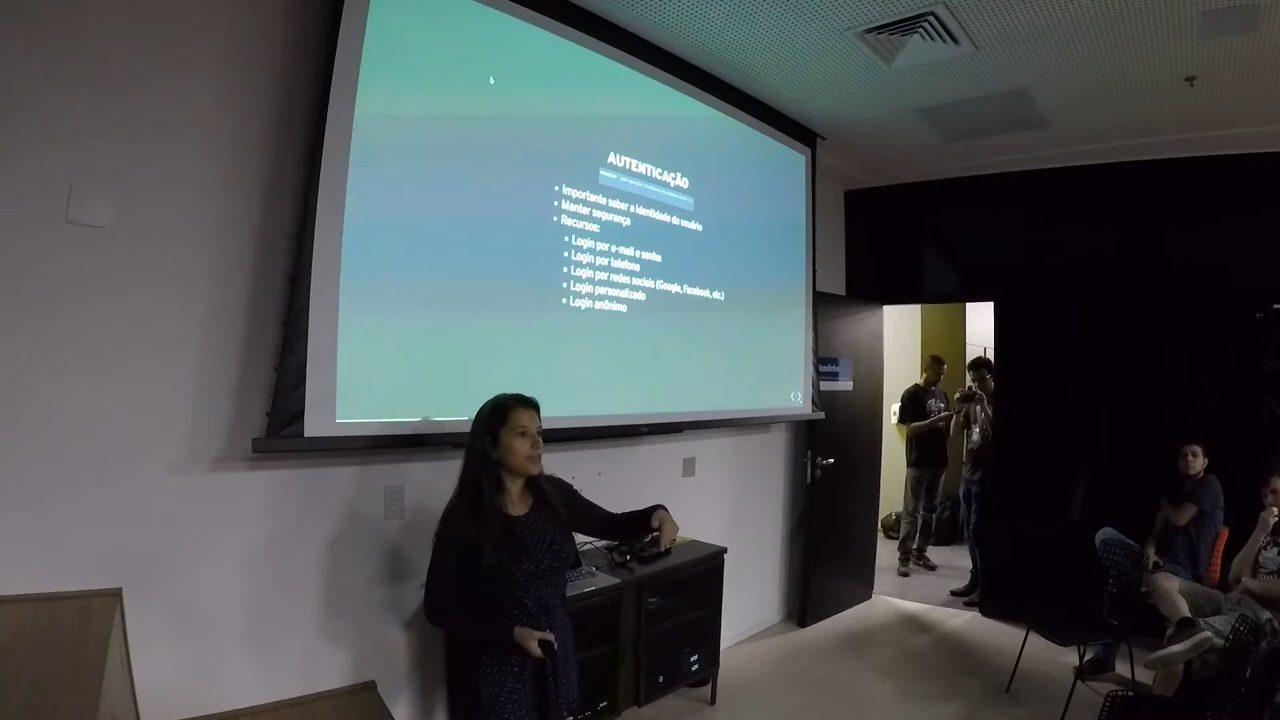 AUTENTICAÇÃO
Importante saber a identidade do usuário
Manter segurança
Recursos:
Login por e-mail e senha
Login por telefone
Login por redes sociais (Google, Facebook, etc.)
Login personalizado
Login anônimo